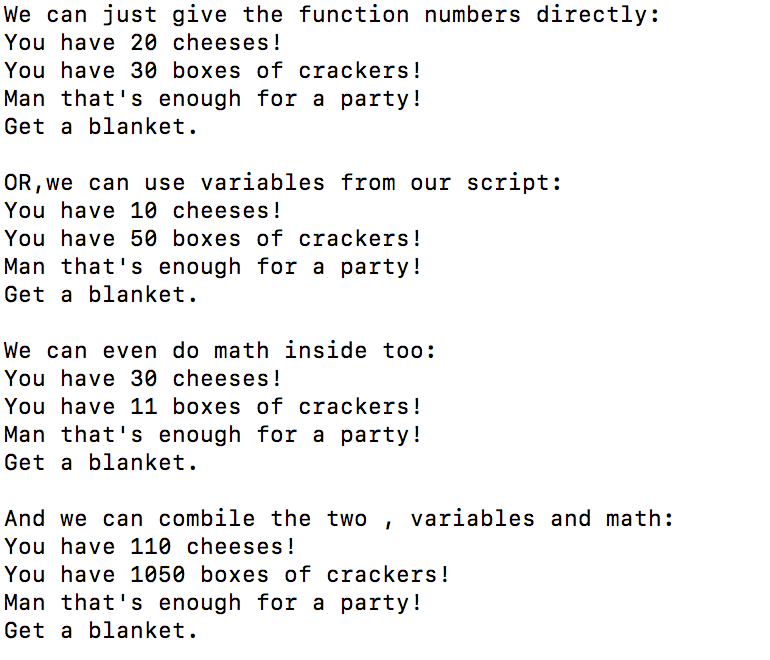 We can just give the function numbers directly:
You have 20 cheeses!
You have 30 boxes of crackers!
Man that's enough for a party!
Get a blanket.

OR,we can use variables from our script:
You have 10 cheeses!
You have 50 boxes of crackers!
Man that's enough for a party!
Get a blanket.

We can even do math inside too:
You have 30 cheeses!
You have 11 boxes of crackers!
Man that's enough for a party!
Get a blanket.

And we can combile the two , variables and math:
You have 110 cheeses!
You have 1050 boxes of crackers!
Man that's enough for a party!
Get a blanket.